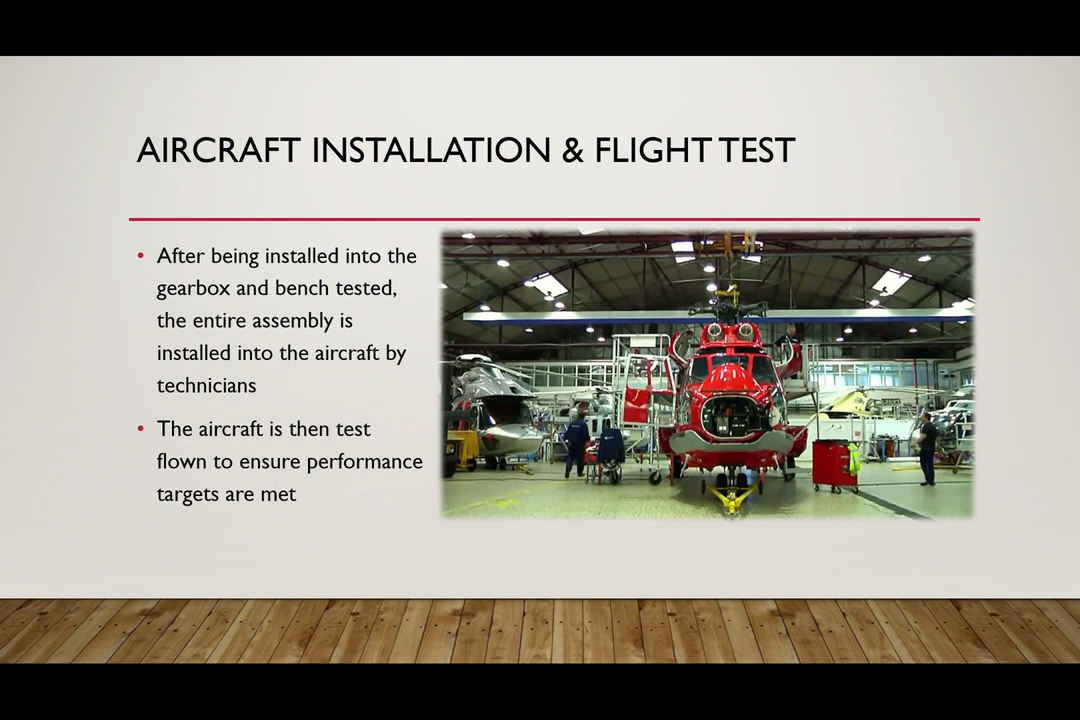 AIRCRAFT INSTALLATION & FLIGHT TEST
• After being installed into the
gearbox and bench tested,
the entire assembly is
installed into the aircraft by
technicians
• The aircraft is then test
flown to ensure performance
targets are met